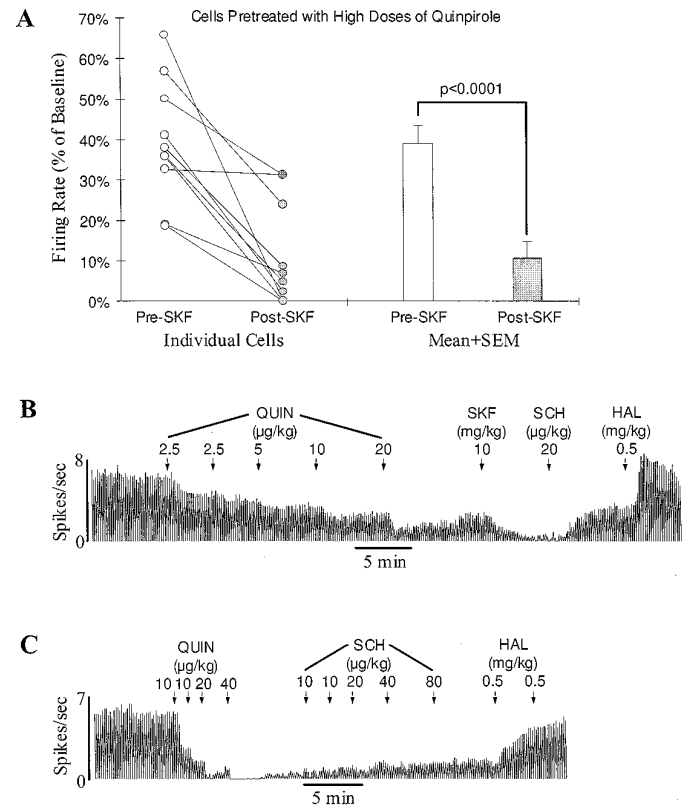 A
Cells Pretreated with High Doses of Quinpirole
Firing Rate (% of Baseline)
70%
60%
50%
40%
30%
20%
10%
0%
p<0.0001
Pre-SKF
Post-SKF
Pre-SKF
Post-SKF
Individual Cells
Mean+SEM
B
QUIN
SKF
SCH
HAL
(µg/kg)
(mg/kg)
(µg/kg)
(mg/kg)
2.5
2.5
5
10
20
10
20
0.5
Spikes/sec
8
0
5 min
C
QUIN
SCH
HAL
(µg/kg)
(µg/kg)
(mg/kg)
10
10
20
40
10
10
20
40
80
0.5
0.5
Spikes/sec
7
0
5 min